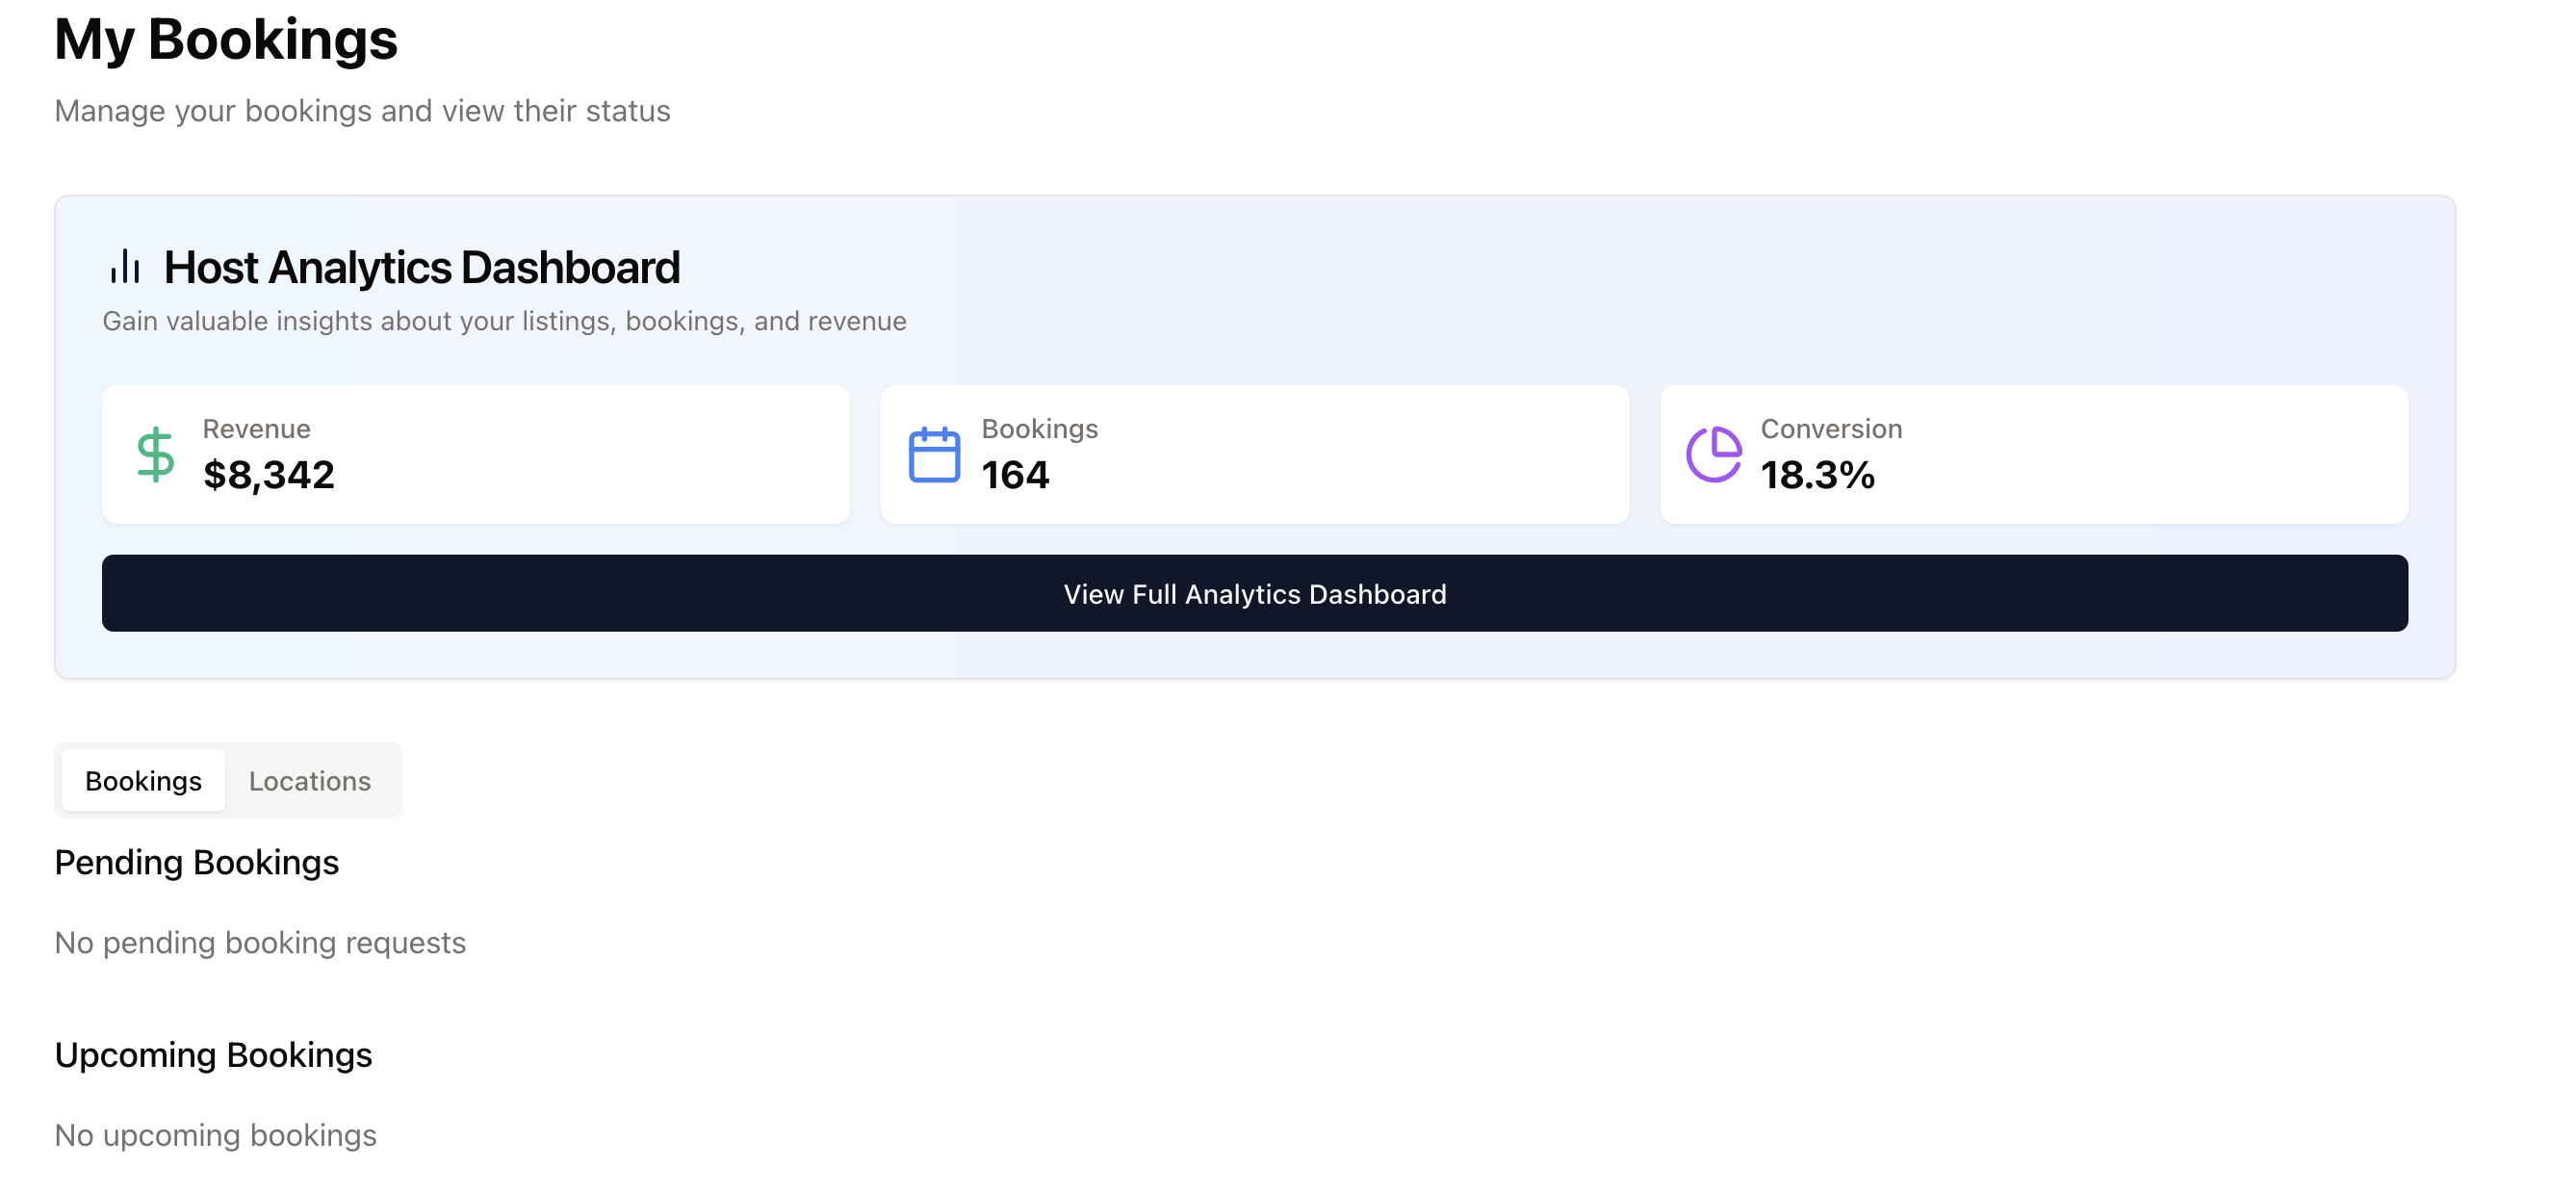 My Bookings
Manage your bookings and view their status
Host Analytics Dashboard
Gain valuable insights about your listings, bookings, and revenue
Revenue
$8,342
Bookings
164
Conversion
18.3%
View Full Analytics Dashboard
Bookings
Locations
Pending Bookings
No pending booking requests
Upcoming Bookings
No upcoming bookings